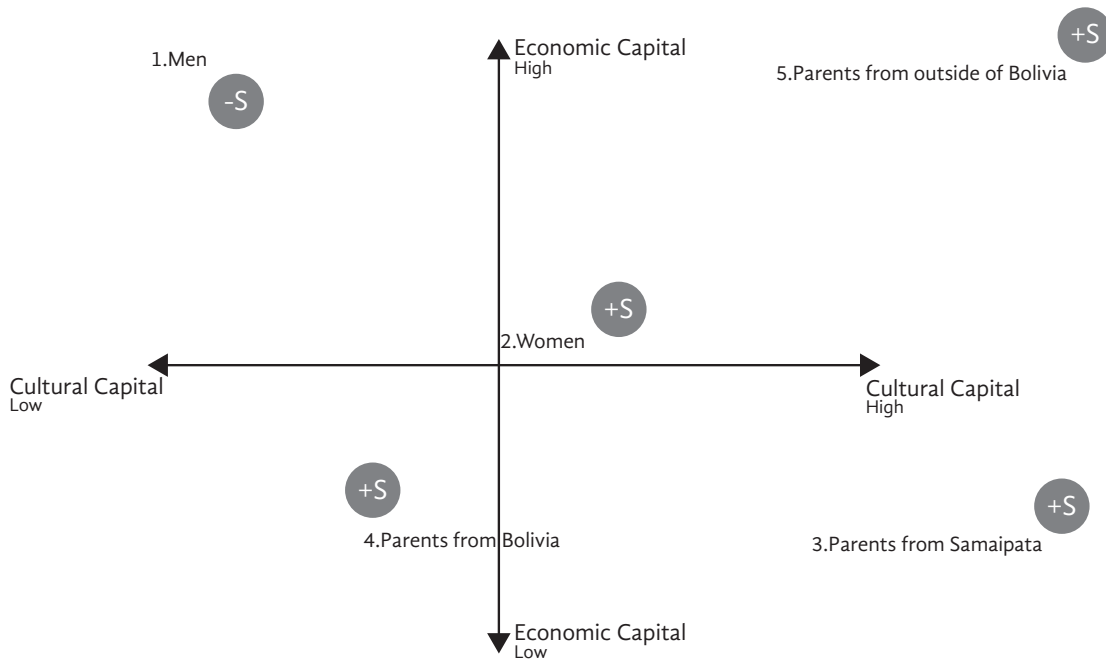 Economic Capital
High
+S
1.Men
5.Parents from outside of Bolivia
-S
+S
2.Women
Cultural Capital
Low
Cultural Capital
High
+S
+S
4.Parents from Bolivia
3.Parents from Samaipata
Economic Capital
Low